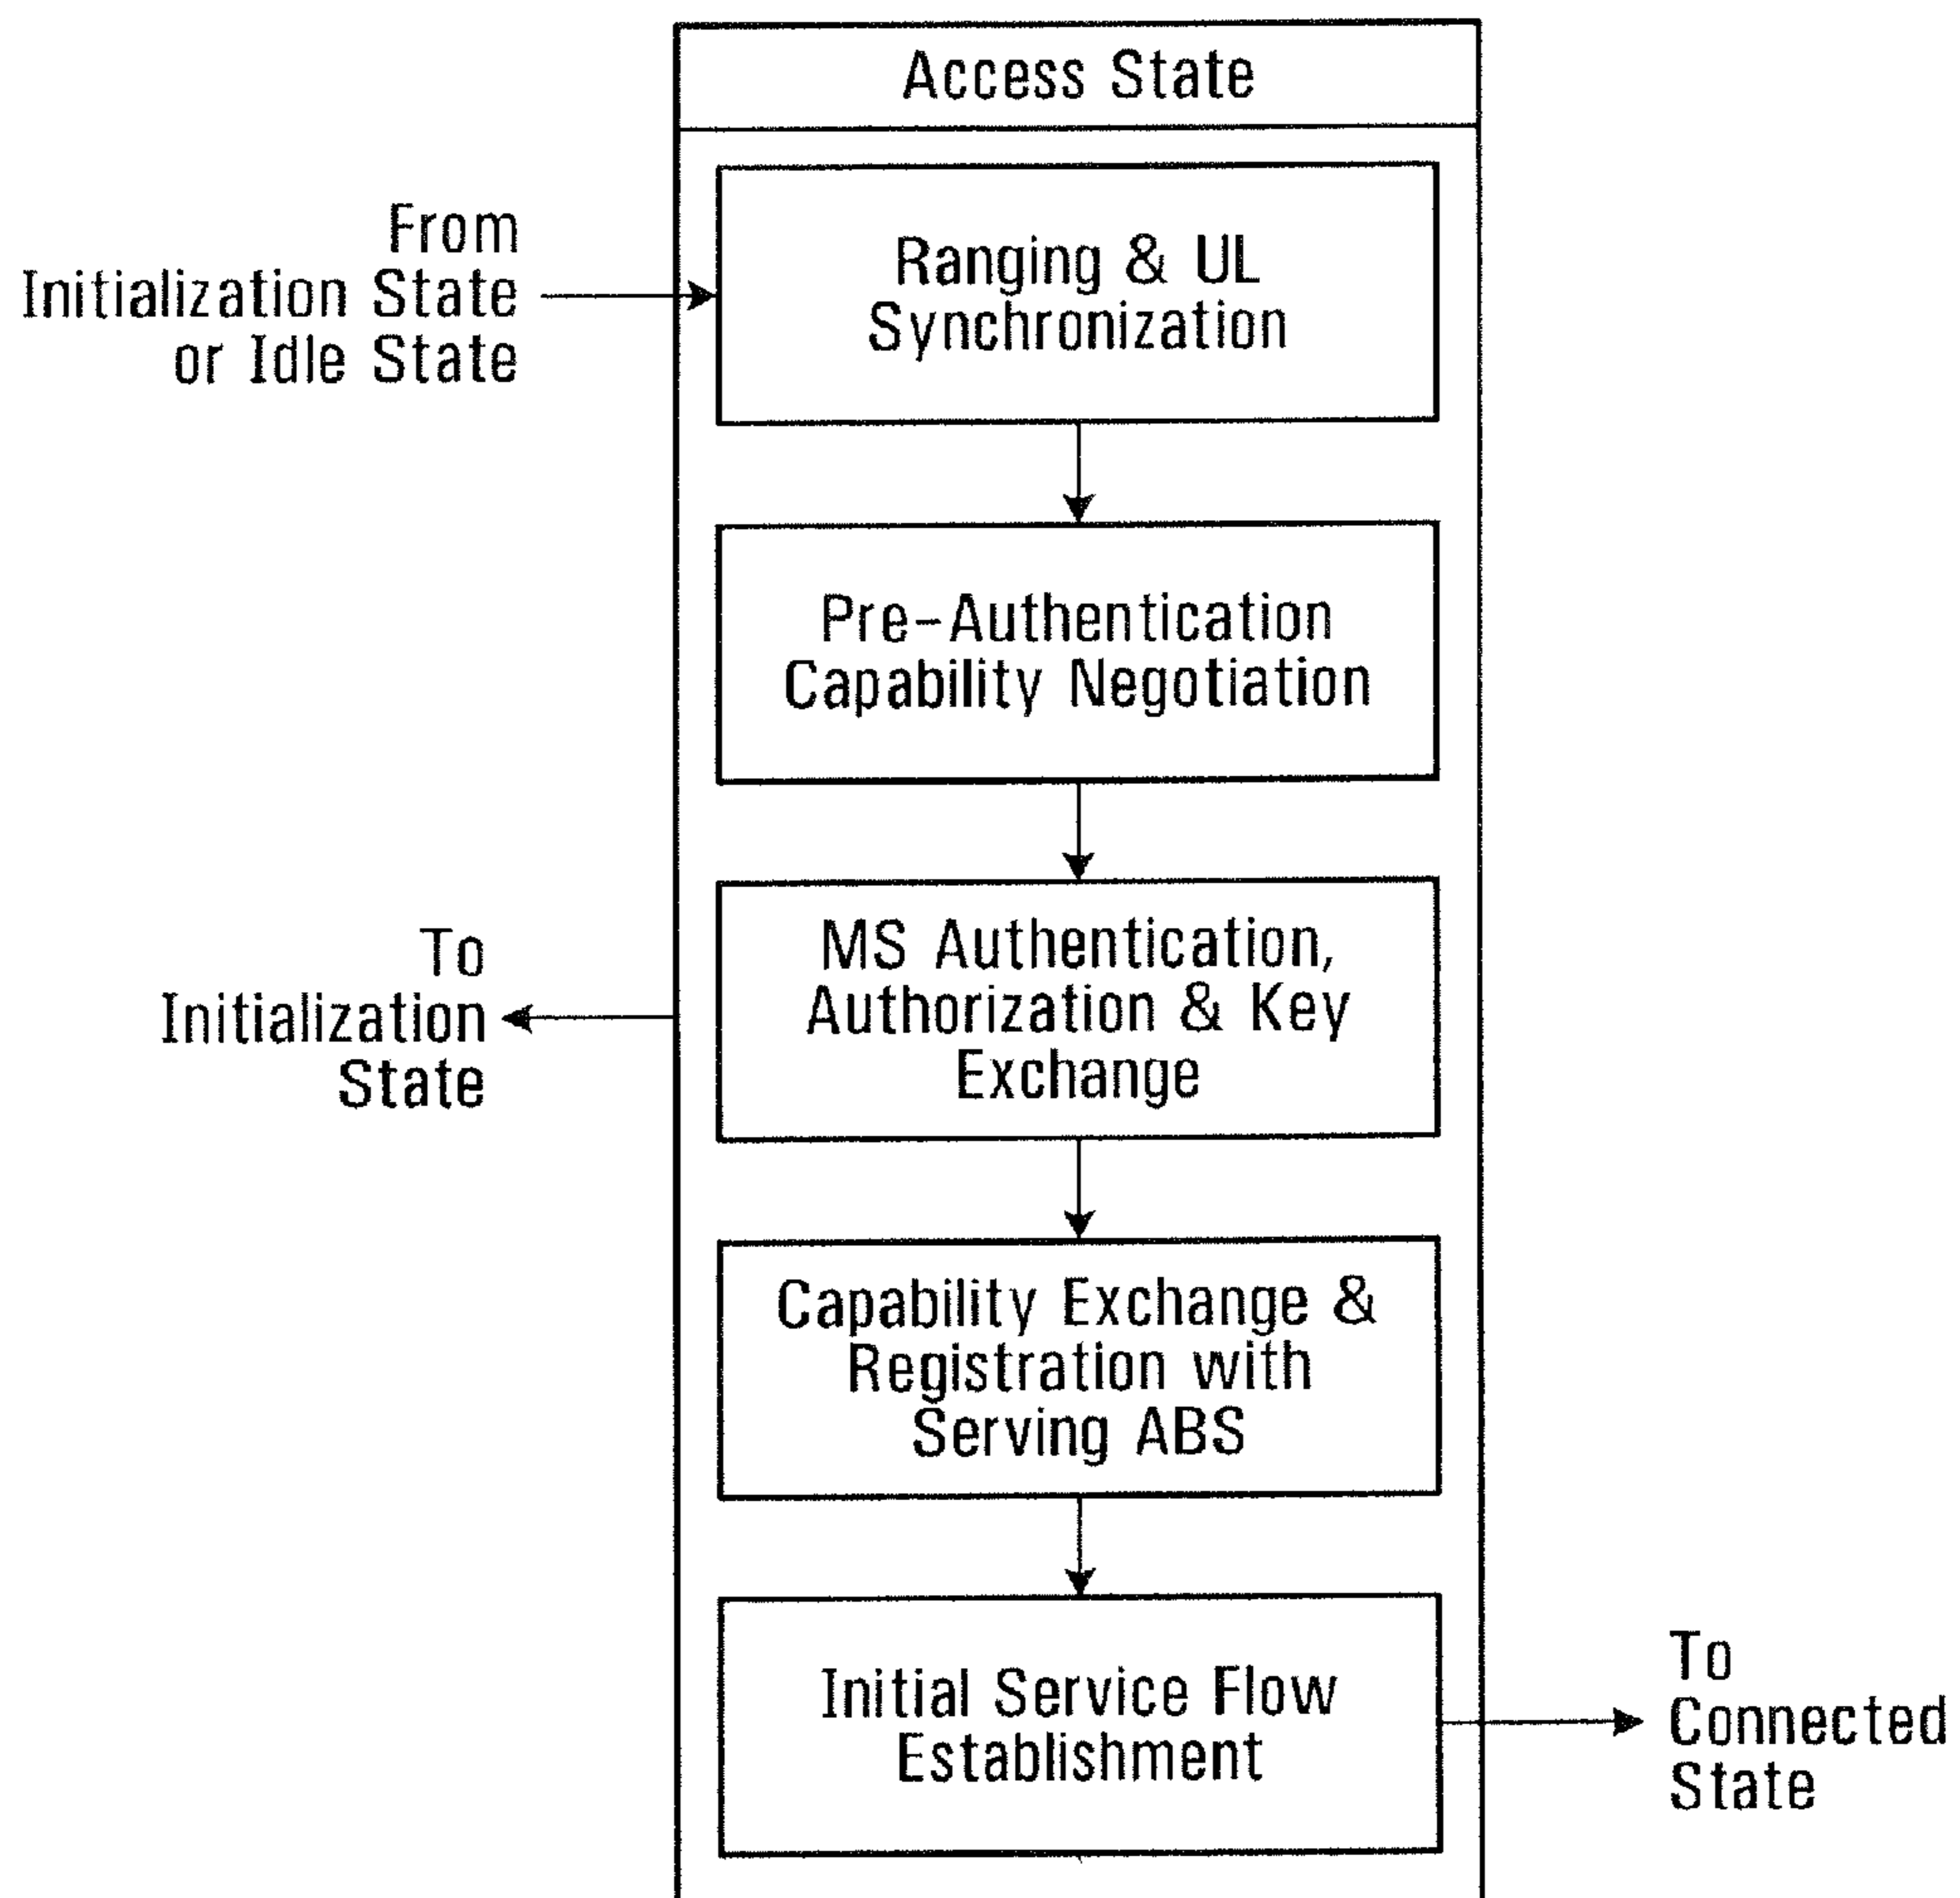 Access State
From
Initialization State
or Idle State
Ranging & UL
Synchronization
Pre-Authentication
Capability Negotiation
To
Initialization
State
MS Authentication,
Authorization & Key
Exchange
Capability Exchange &
Registration with
Serving ABS
Initial Service Flow
Establishment
To
Connected
State